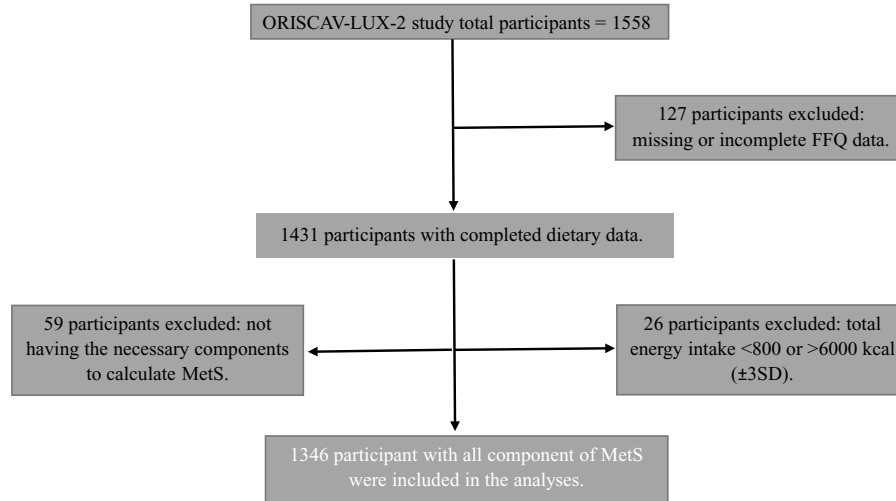 ORISCAV-LUX-2 study total participants = 1558
127 participants excluded:
missing or incomplete FFQ data.
1431 participants with completed dietary data.
59 participants excluded: not
having the necessary components
to calculate MetS.
26 participants excluded: total
energy intake <800 or >6000 kcal
(±3SD).
1346 participant with all component of MetS
were included in the analyses.